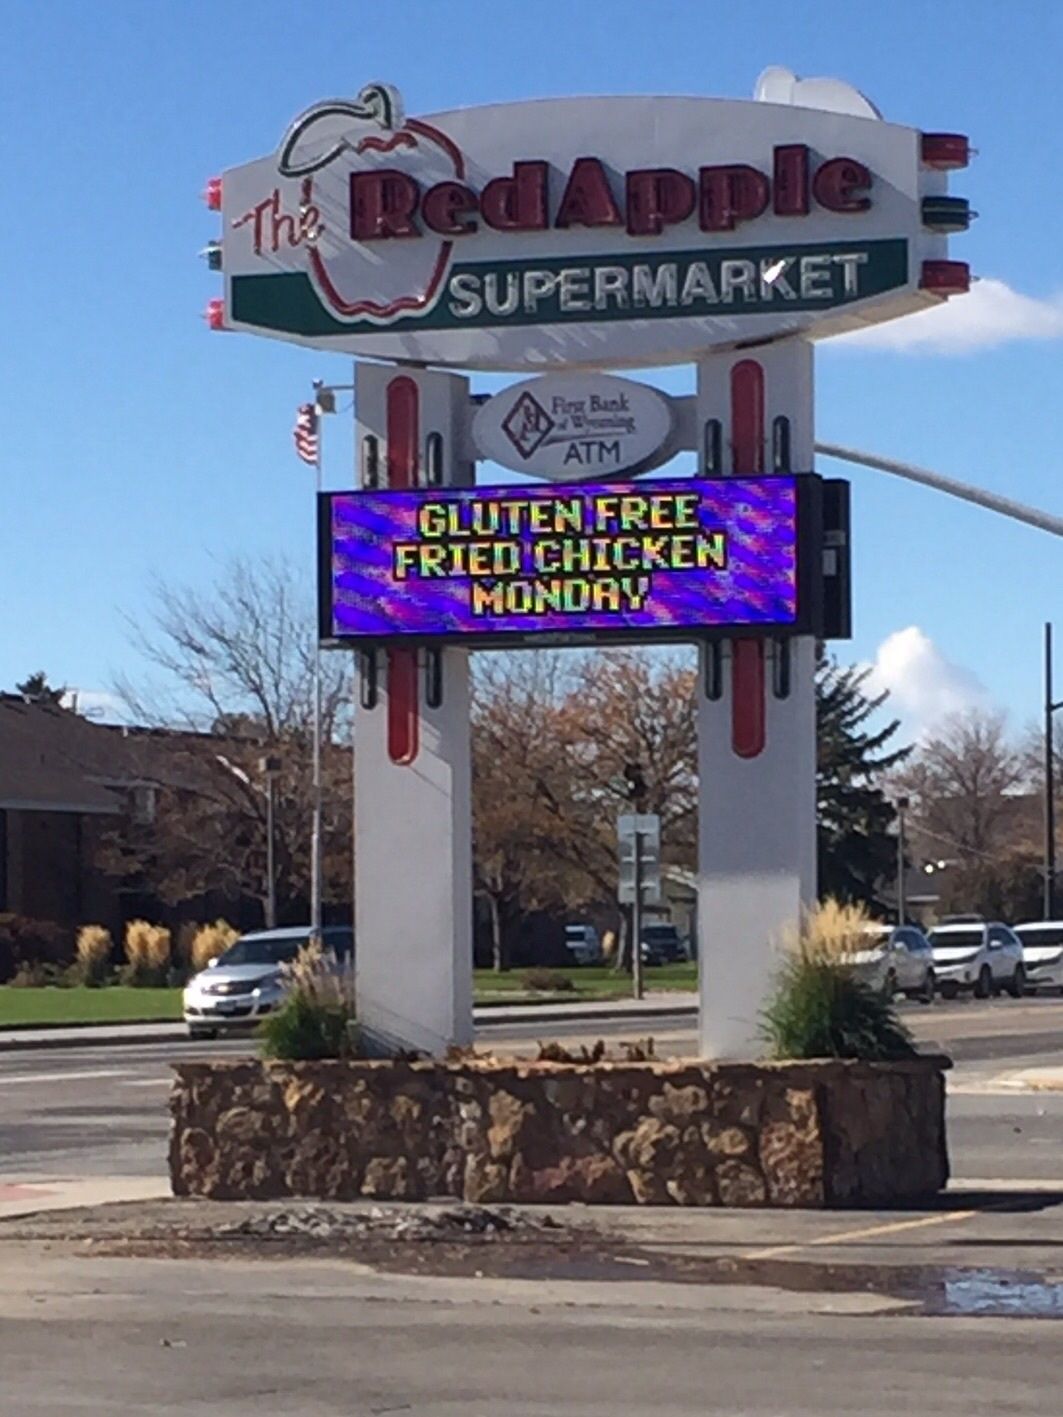 The RedApple
SUPERMARKET
First Bank
of Wyoming
ATM
GLUTEN FREE
FRIED CHICKEN
MONDAY